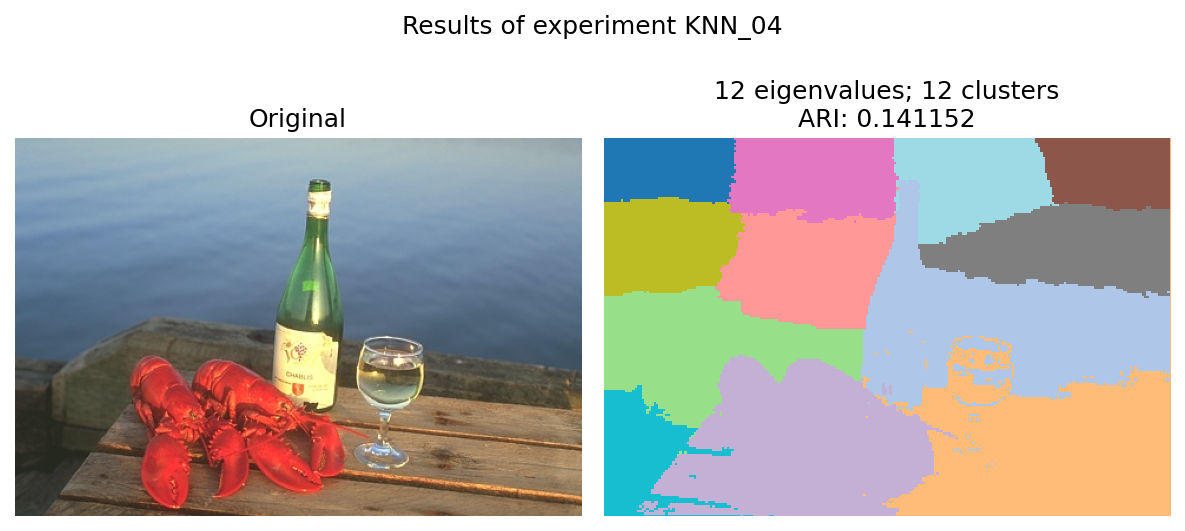 Results of experiment KNN_04
Original
12 eigenvalues; 12 clusters
ARI: 0.141152
CHABLIS